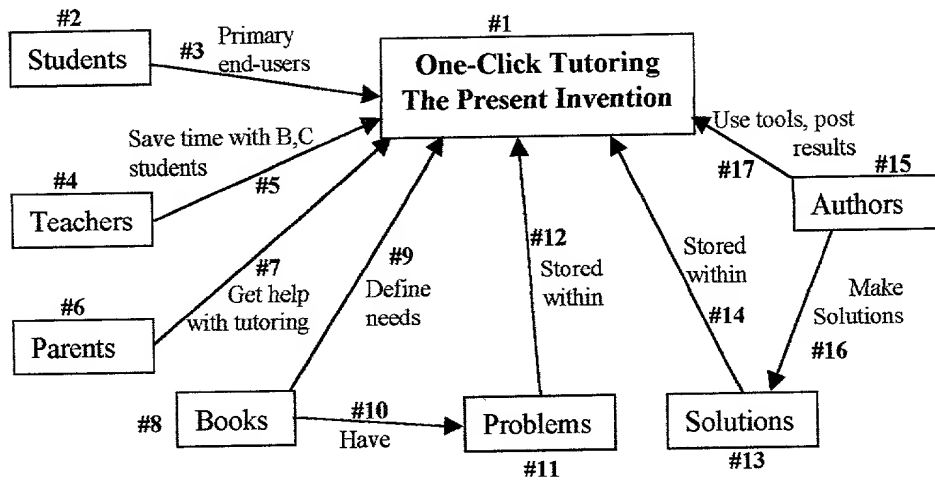 #1
#2
Students
#3 Primary
end-users
One-Click Tutoring
The Present Invention
Save time with B,C
students
#5
#4
Teachers
Use tools, post
results
#17
#15
Authors
#7
Get help
with tutoring
#6
Parents
#9
Define
needs
#12
Stored
within
Stored
within
#14
Make
Solutions
#16
#8
Books
#10
Have
Problems
#11
Solutions
#13